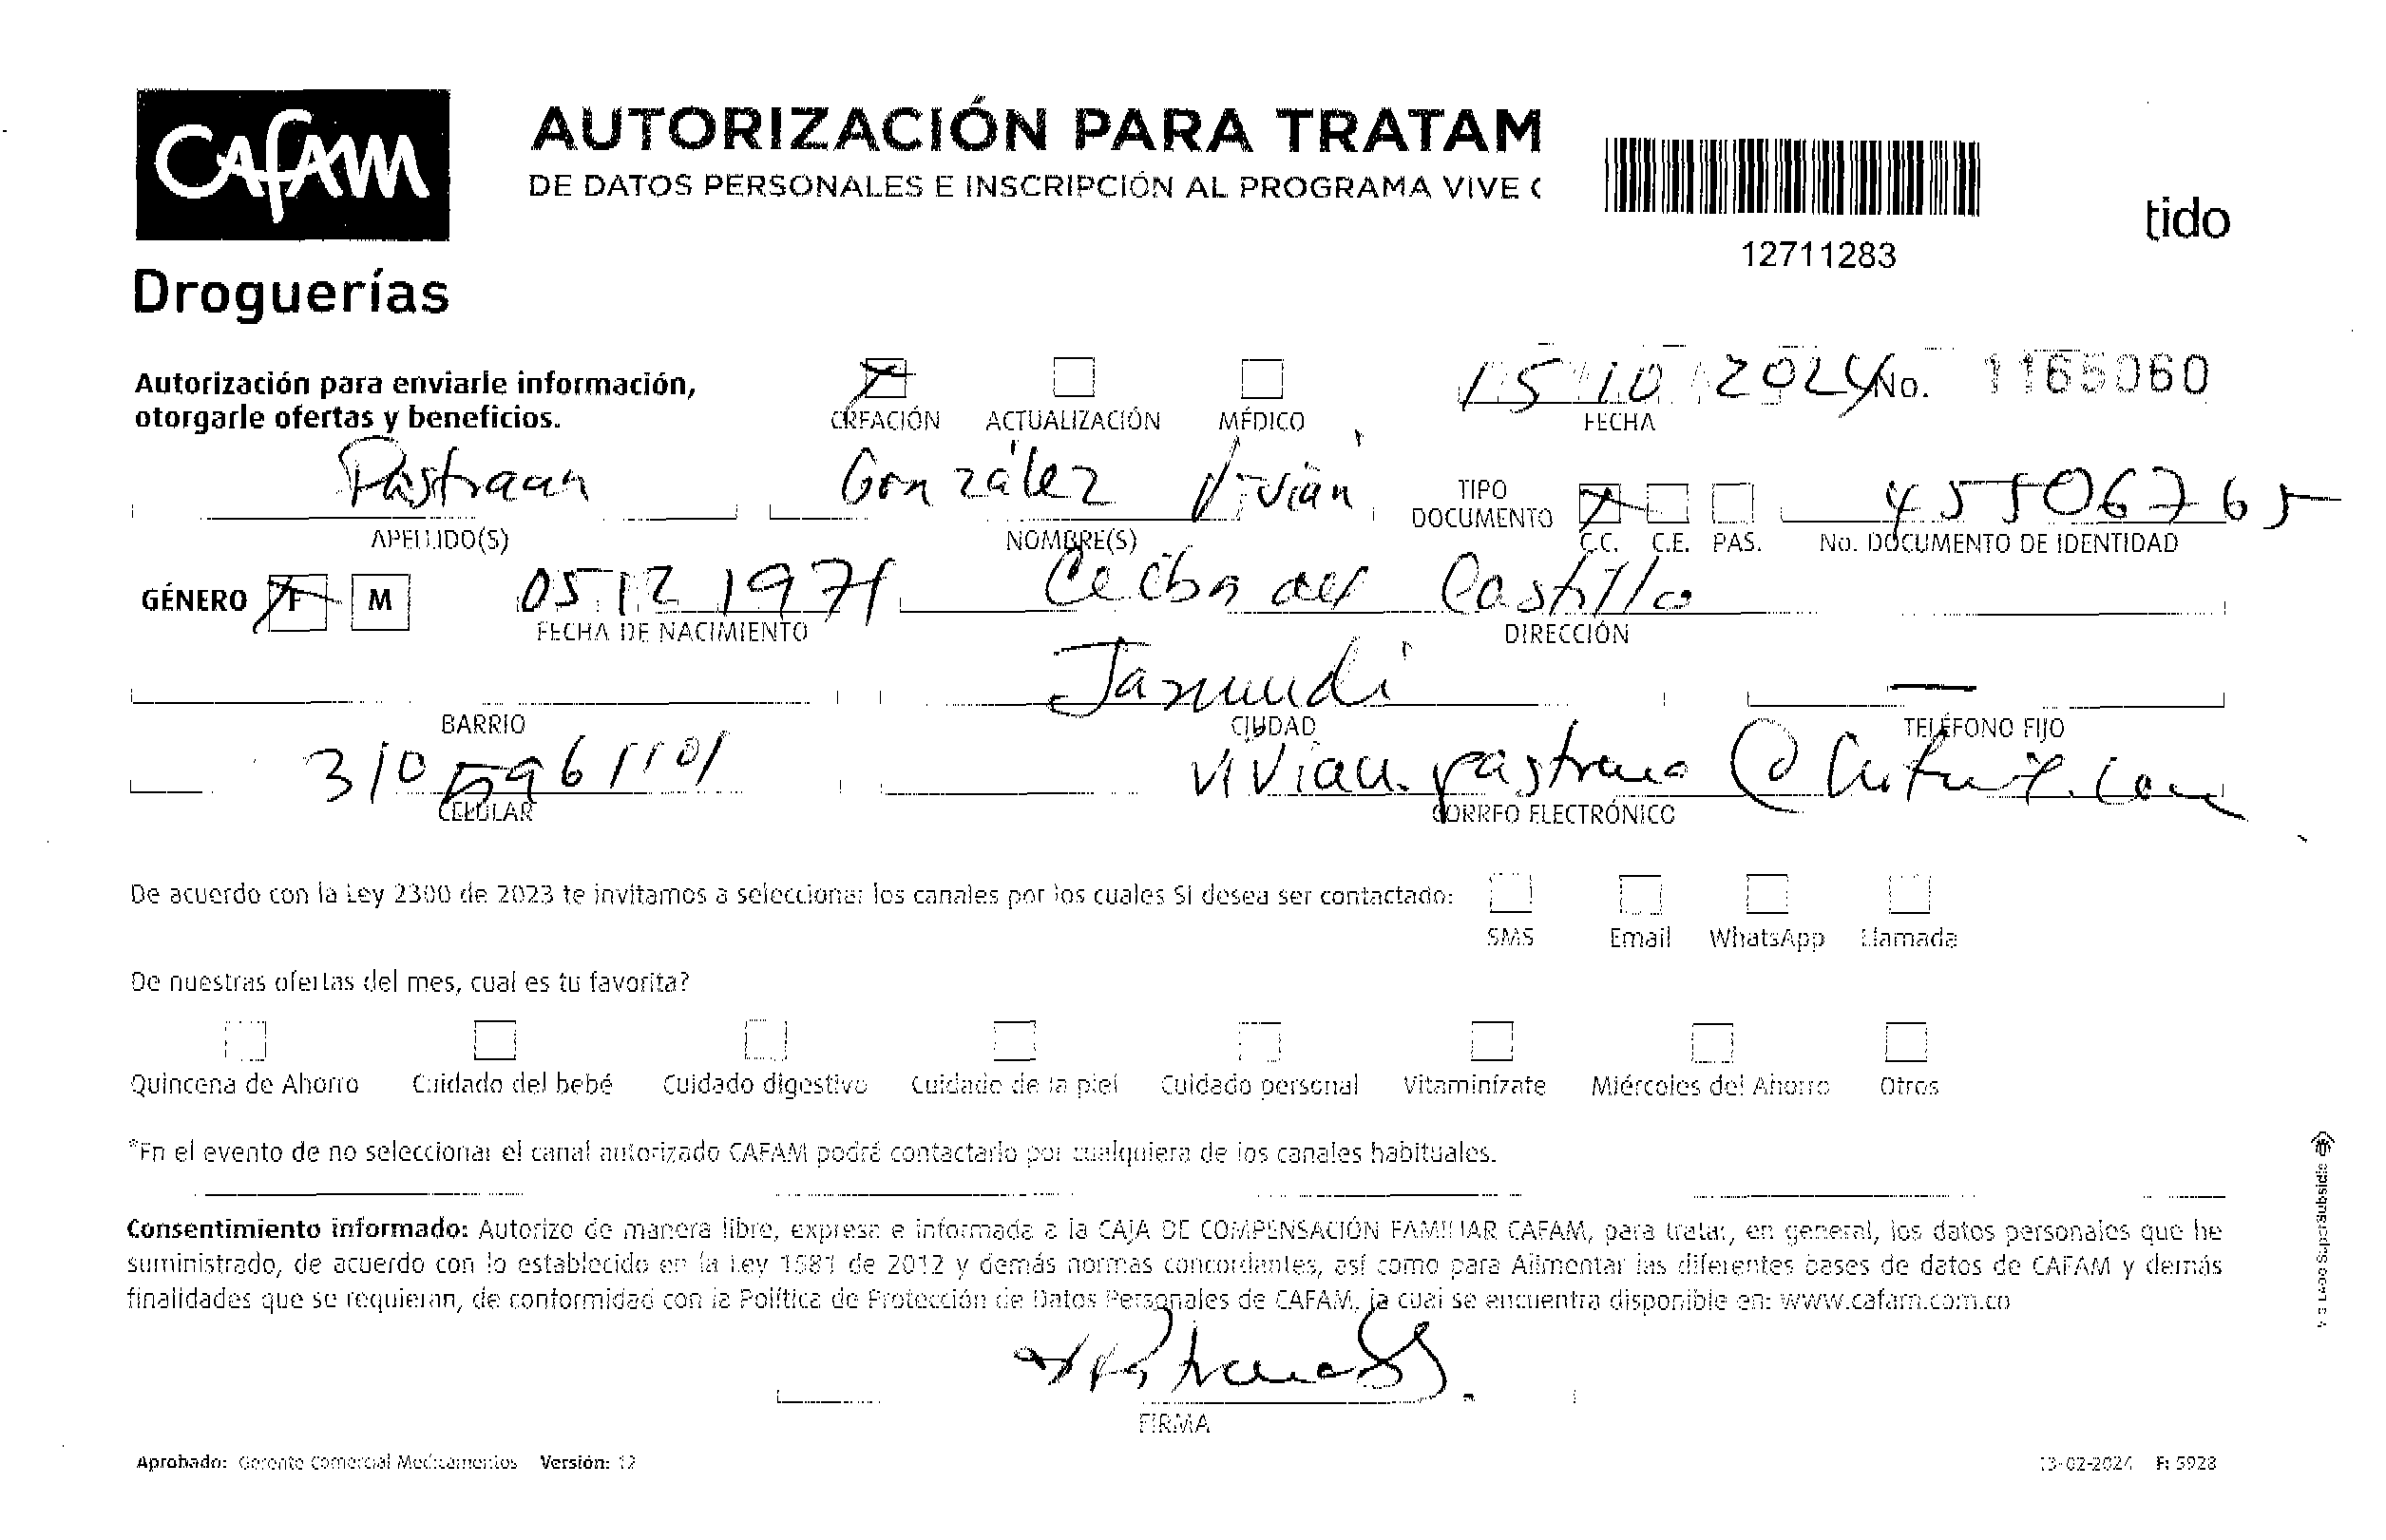 CAFAM
Droguerías
AUTORIZACIÓN PARA TRATAM
DE DATOS PERSONALES E INSCRIPCIÓN AL PROGRAMA VIVE
12711283
tido
Autorización para enviarle información,
otorgarle ofertas y beneficios.
CREACIÓN ACTUALIZACIÓN MÉDICO
15 10 2024 No. 1165060
FECHA
Pastrana González Vivian
TIPO DOCUMENTO
45506765
APELLIDO(S) NOMBRE(S) C.C. C.E. PAS. No. DOCUMENTO DE IDENTIDAD
GÉNERO F M 05 12 1971 Ceiba del Castillo
FECHA DE NACIMIENTO DIRECCIÓN
Jamundí
BARRIO CIUDAD TELÉFONO FIJO
310 5961101 vivian.pastrana@
CELULAR CORREO ELECTRÓNICO
De acuerdo con la Ley 2300 de 2023 te invitamos a seleccionar los canales por los cuales SI desea ser contactado:
SMS Email WhatsApp Llamada
De nuestras ofertas del mes, cual es tu favorita?
Quincena de Ahorro Cuidado del bebé Cuidado digestivo Cuidado de la piel Cuidado personal Vitaminízate Miércoles del Ahorro Otros
*En el evento de no seleccionar el canal autorizado CAFAM podrá contactarlo por cualquiera de los canales habituales.
Consentimiento informado: Autorizo de manera libre, expresa e informada a la CAJA DE COMPENSACIÓN FAMILIAR CAFAM, para tratar, en general, los datos personales que he
suministrado, de acuerdo con lo establecido en la Ley 1581 de 2012 y demás normas concordantes, así como para Alimentar las diferentes bases de datos de CAFAM y demás
finalidades que se requieran, de conformidad con la Política de Protección de Datos Personales de CAFAM, la cual se encuentra disponible en: www.cafam.com.co
FIRMA
Aprobado: Gerente Comercial Medicamentos Versión: 12
13-02-2024 F: 5928
SuperSubsidio